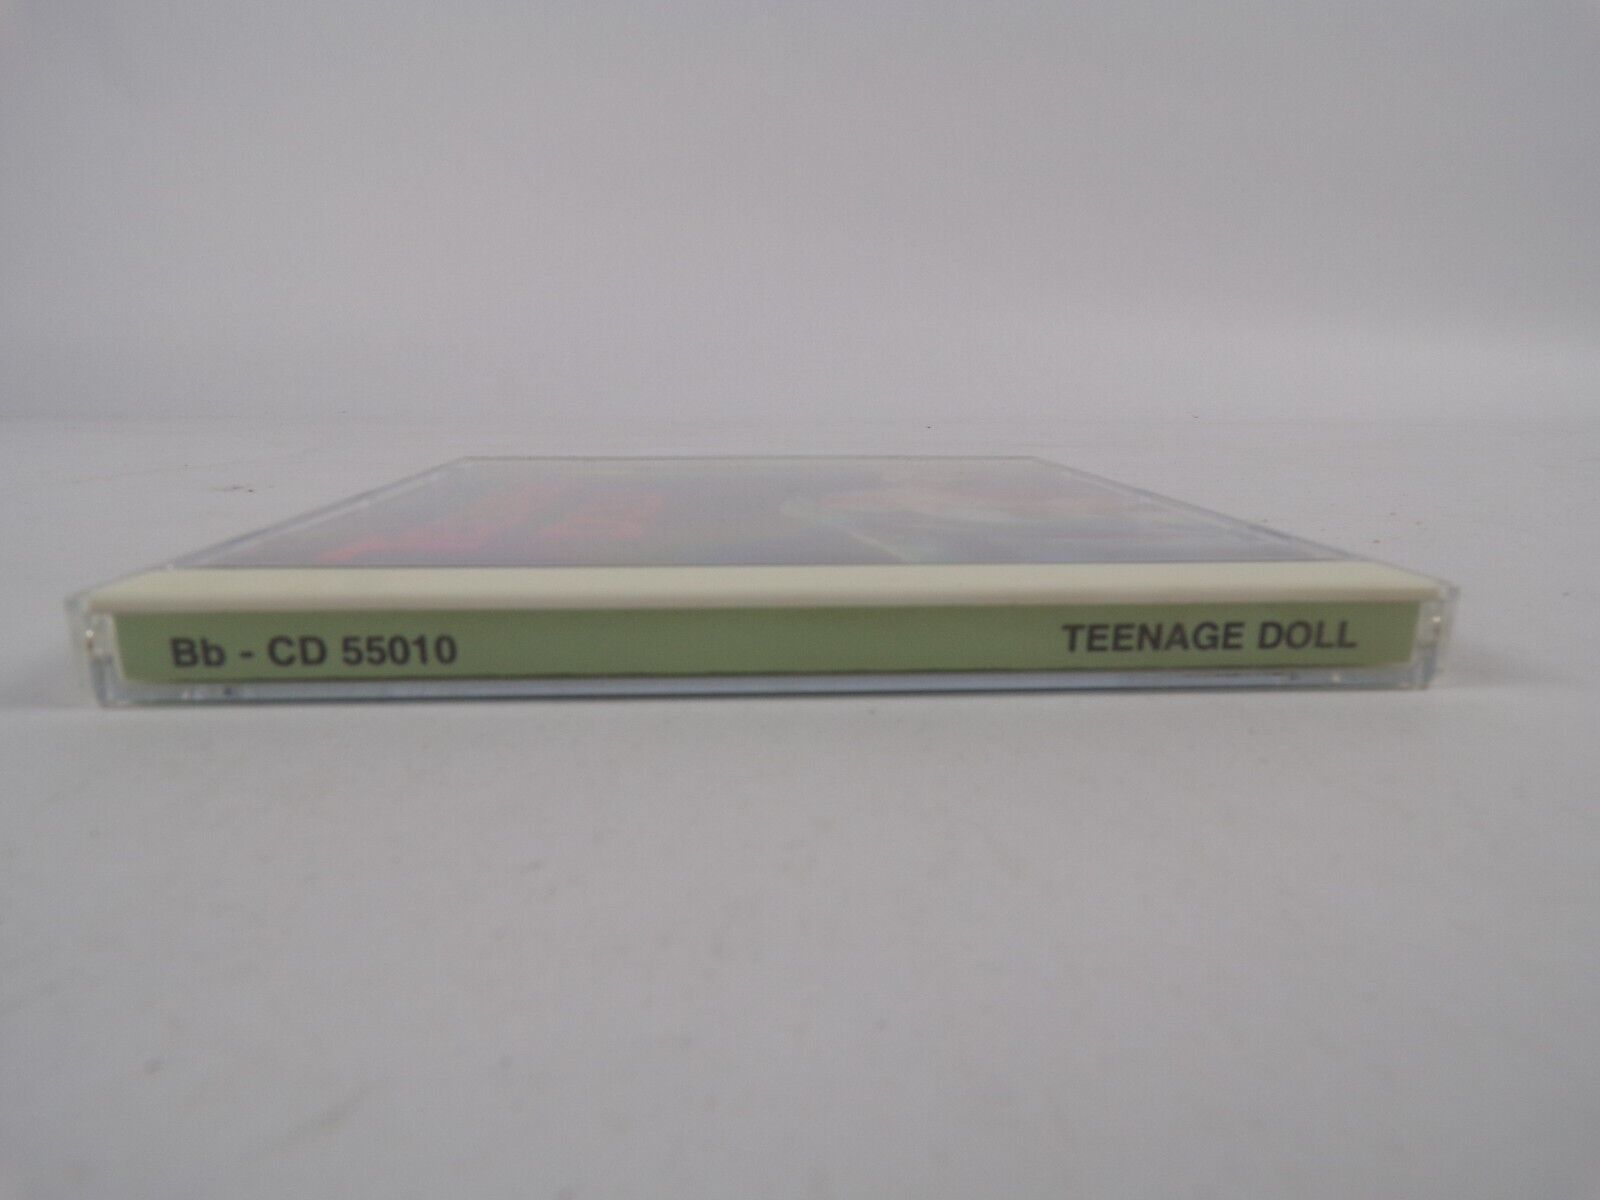 Bb - CD 55010
TEENAGE DOLL